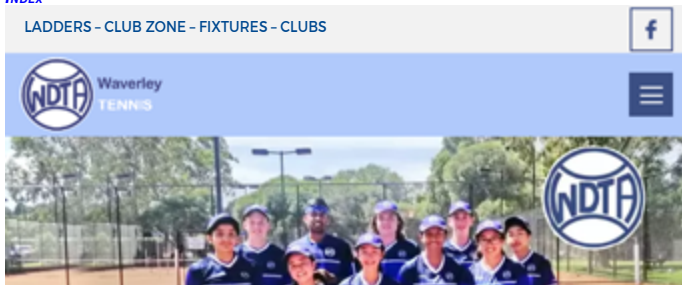 INDEX
LADDERS – CLUB ZONE – FIXTURES – CLUBS
f
WDTA
Waverley
TENNIS
WDTA